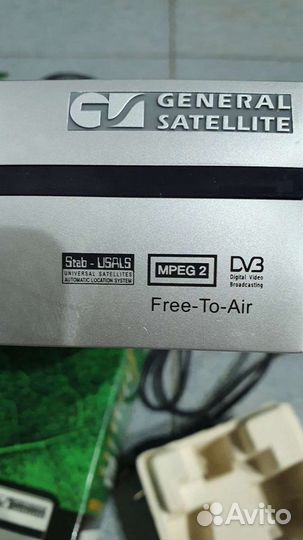 GENERAL
SATELLITE
Stab - USALS
UNIVERSAL SATELLITES
AUTOMATIC LOCATION SYSTEM
MPEG 2
DVB
Digital Video
Broadcasting
Free-To-Air
Avito